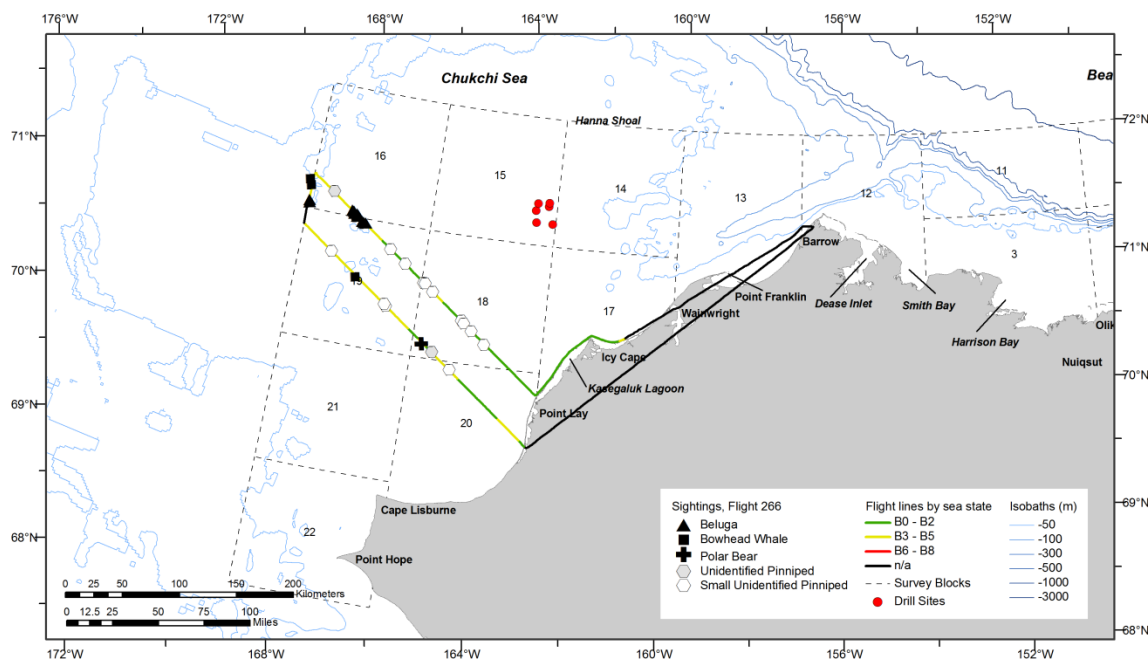 176°W 172°W 168°W 164°W 160°W 156°W 152°W
Chukchi Sea
Bea
72°N
71°N
Hanna Shoal
16
15
14
13
12
11
Barrow
71°N
3
70°N
Dease Inlet
Smith Bay
Point Franklin
18
17
19
Wainwright
Harrison Bay
Olik
Icy Cape
Nuiqsut
Kasegaluk Lagoon
70°N
69°N
21
20
Point Lay
Cape Lisburne
22
68°N
Point Hope
69°N
Sightings, Flight 266
Beluga
Bowhead Whale
Polar Bear
Unidentified Pinniped
Small Unidentified Pinniped
Flight lines by sea state
B0 - B2
B3 - B5
B6 - B8
n/a
Survey Blocks
Drill Sites
Isobaths (m)
-50
-100
-300
-500
-1000
-3000
0 25 50 100 150 200
Kilometers
0 12.5 25 50 75 100
Miles
68°N
172°W 168°W 164°W 160°W 156°W 152°W